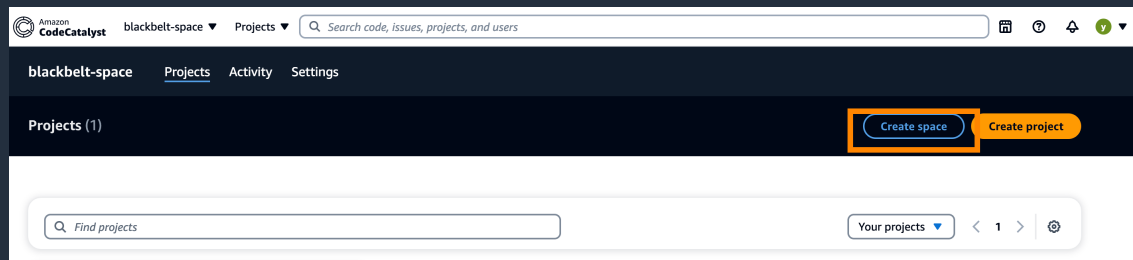 Amazon
CodeCatalyst
blackbelt-space ▼ Projects ▼ Search code, issues, projects, and users y ▼
blackbelt-space Projects Activity Settings
Projects (1) Create space Create project
Find projects Your projects ▼ < 1 >